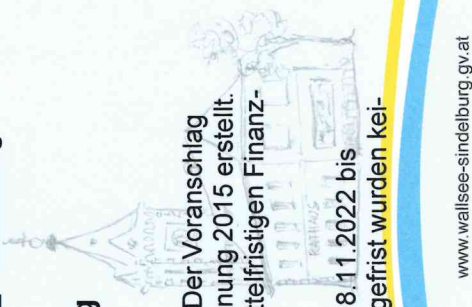 g
Der Voranschlag
nung 2015 erstellt.
telfristigen Finanz-
8.11.2022 bis
gefrist wurden kei-
RATHAUS
www.wallsee-sindelburg.gv.at